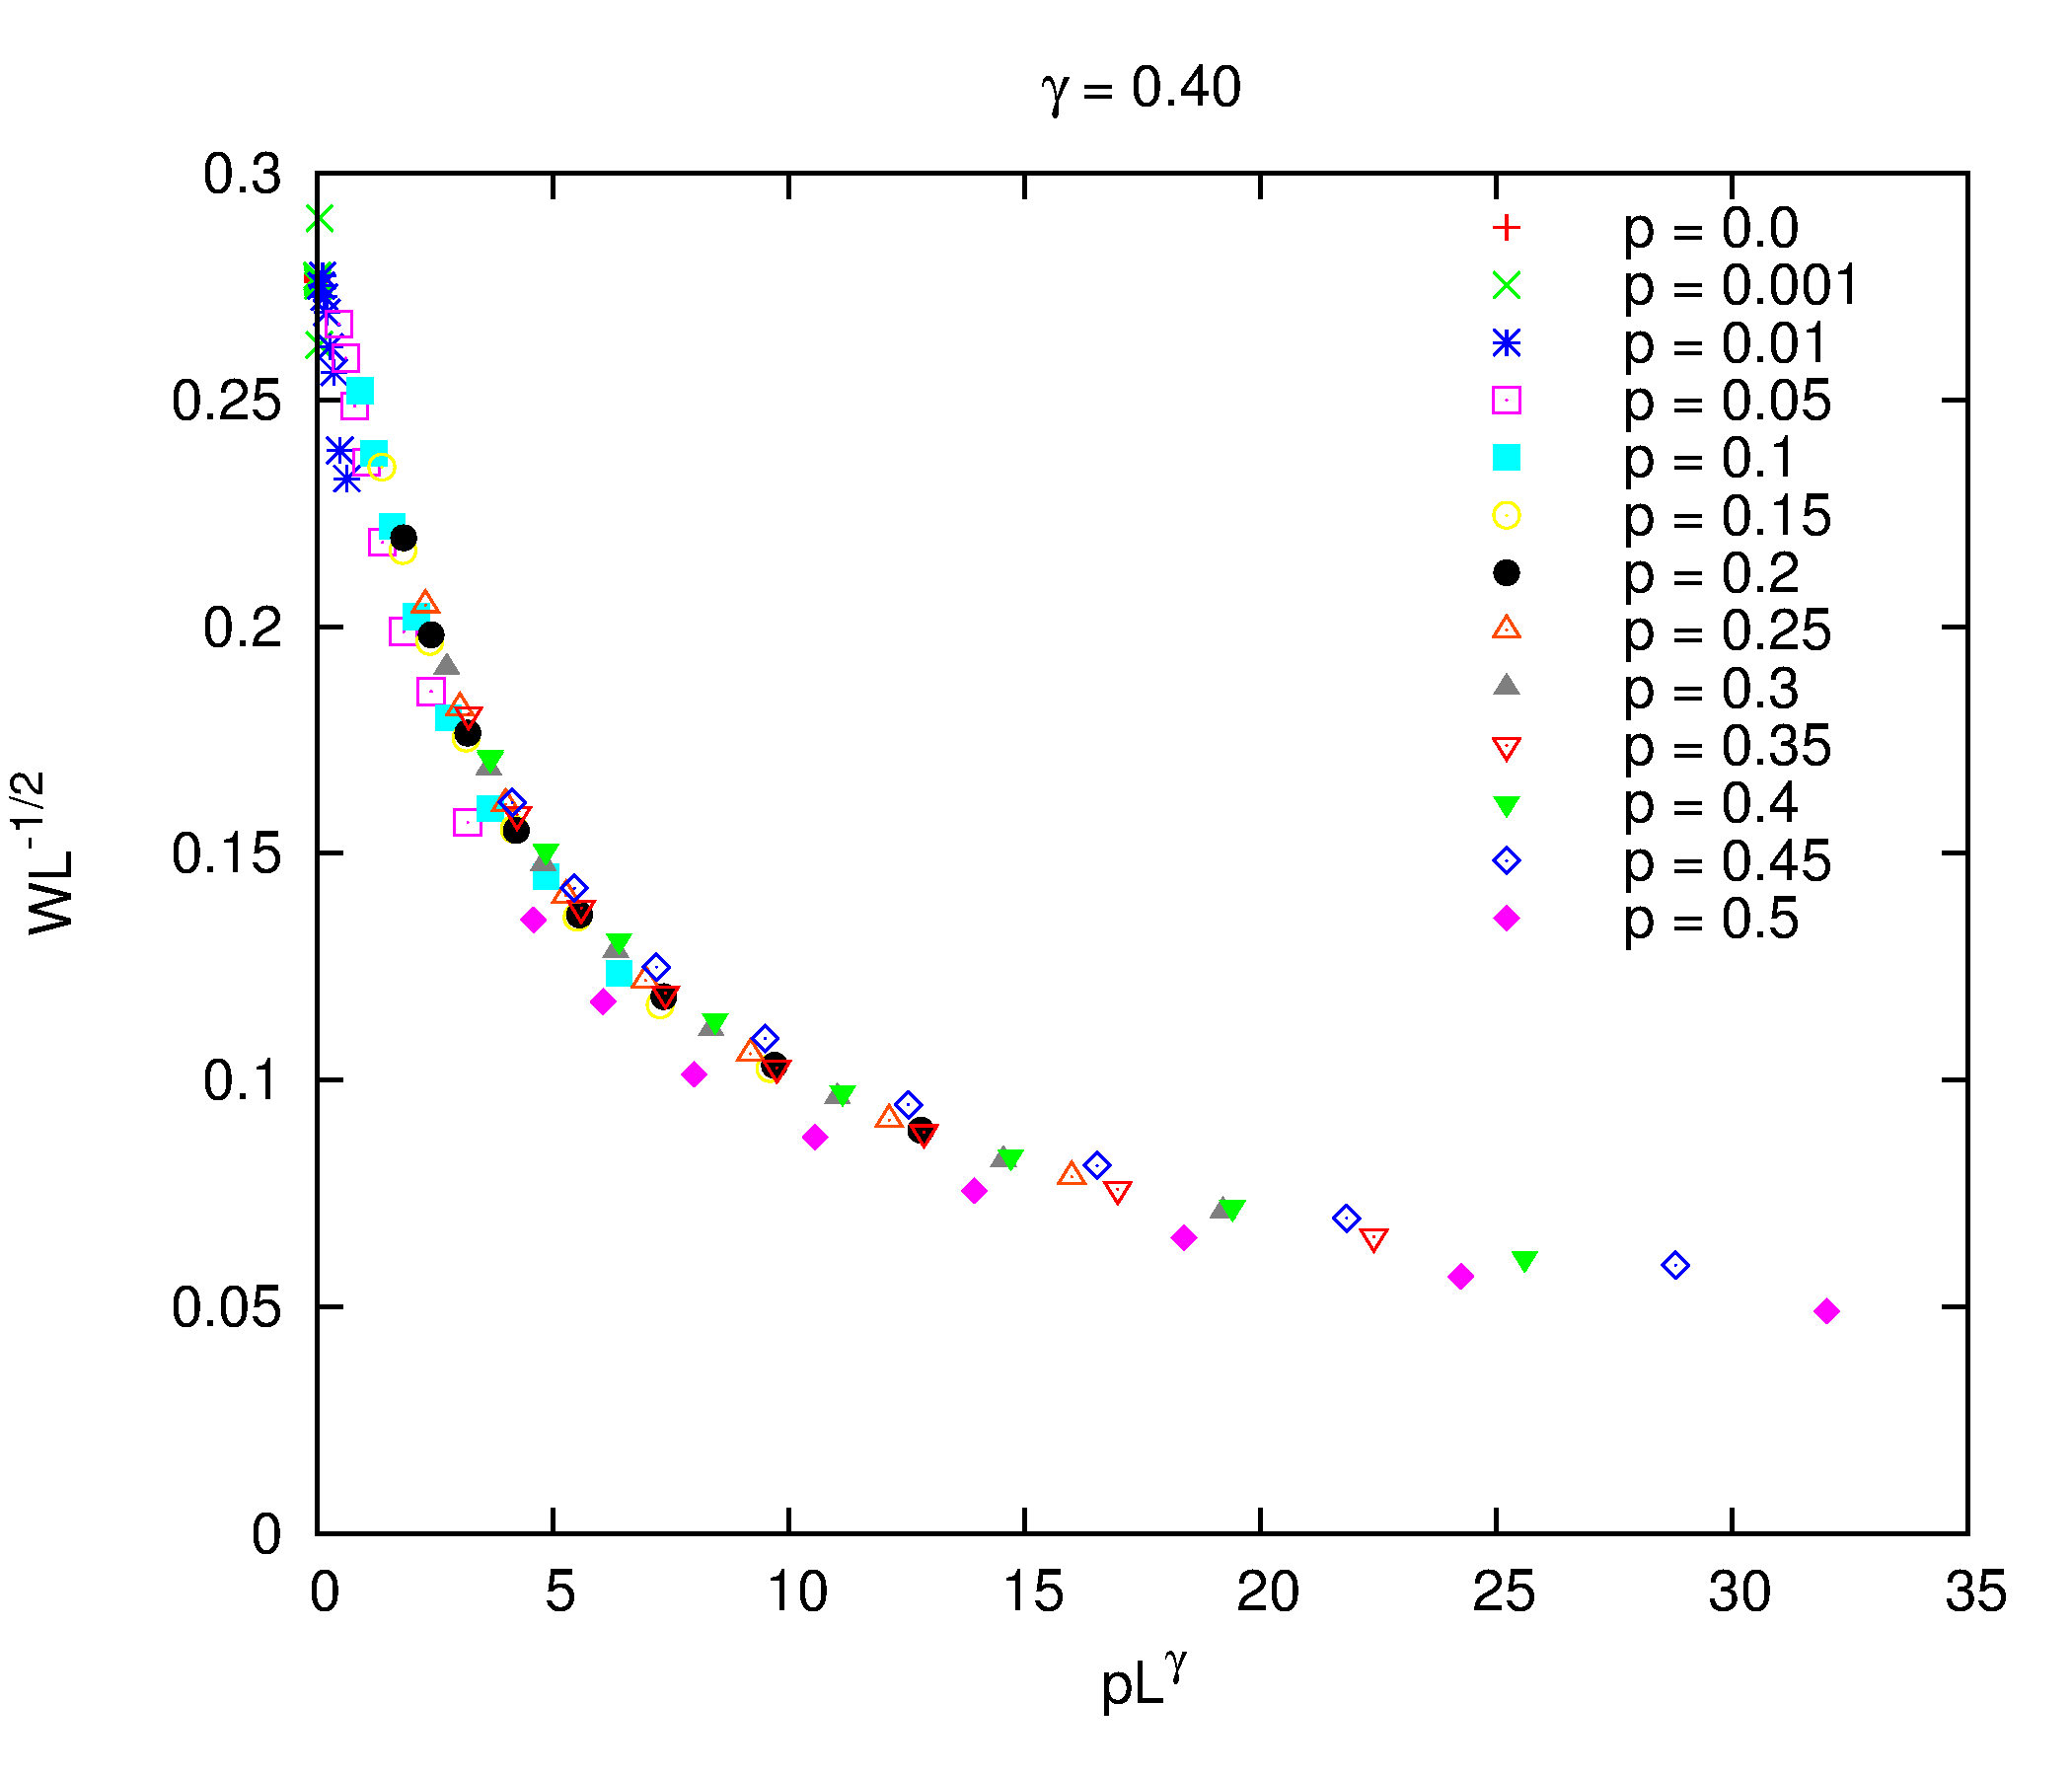 γ = 0.40
0.3
0.25
0.2
0.15
0.1
0.05
0
0 5 10 15 20 25 30 35
WL^-1/2
pL^γ
p = 0.0
p = 0.001
p = 0.01
p = 0.05
p = 0.1
p = 0.15
p = 0.2
p = 0.25
p = 0.3
p = 0.35
p = 0.4
p = 0.45
p = 0.5